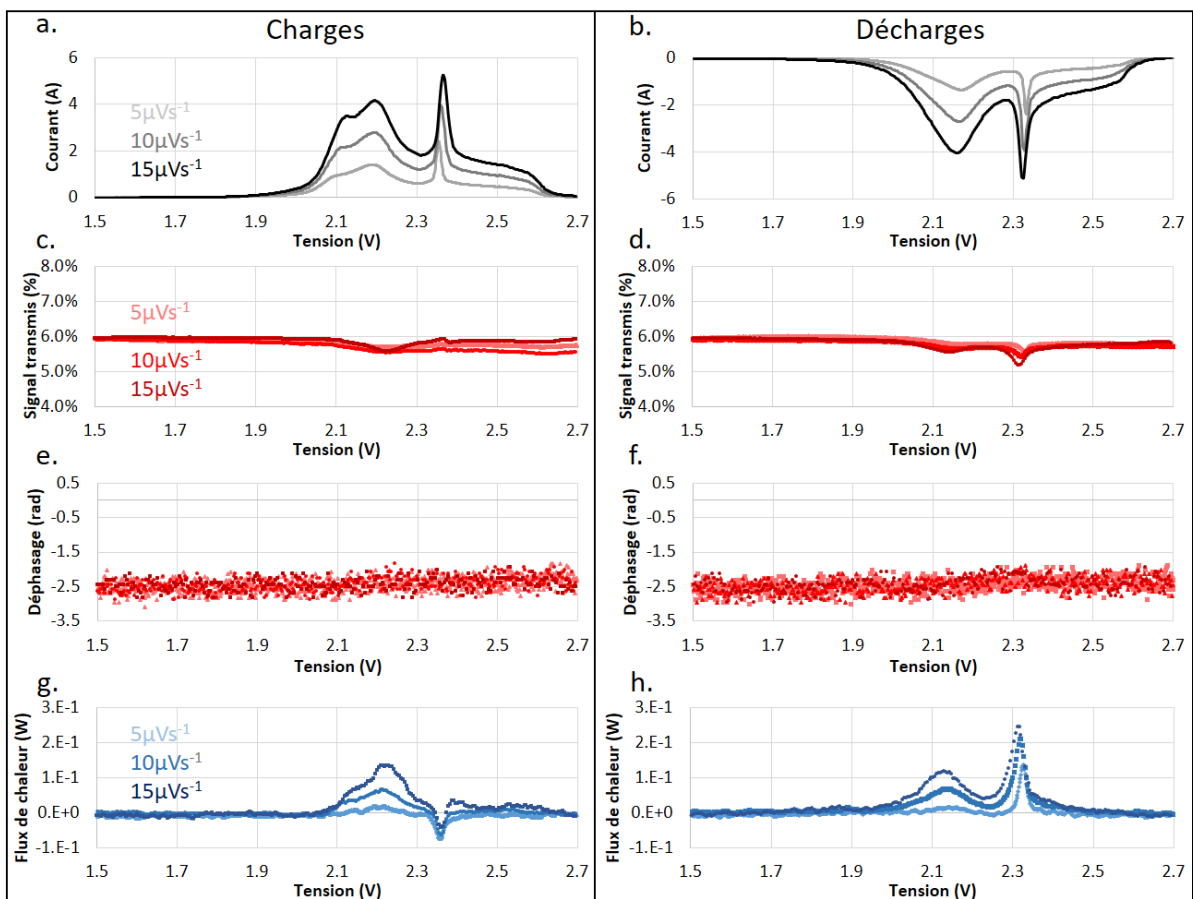 Charges
Décharges
a.
Courant (A)
6
4
2
0
5µVs-1
10µVs-1
15µVs-1
1.5 1.7 1.9 2.1 2.3 2.5 2.7
Tension (V)
b.
Courant (A)
0
-2
-4
-6
1.5 1.7 1.9 2.1 2.3 2.5 2.7
Tension (V)
c.
Signal transmis (%)
8.0%
7.0%
6.0%
5.0%
4.0%
5µVs-1
10µVs-1
15µVs-1
1.5 1.7 1.9 2.1 2.3 2.5 2.7
Tension (V)
d.
Signal transmis (%)
8.0%
7.0%
6.0%
5.0%
4.0%
1.5 1.7 1.9 2.1 2.3 2.5 2.7
Tension (V)
e.
Déphasage (rad)
0.5
-0.5
-1.5
-2.5
-3.5
1.5 1.7 1.9 2.1 2.3 2.5 2.7
Tension (V)
f.
Déphasage (rad)
0.5
-0.5
-1.5
-2.5
-3.5
1.5 1.7 1.9 2.1 2.3 2.5 2.7
Tension (V)
g.
Flux de chaleur (W)
3.E-1
2.E-1
1.E-1
0.E+0
-1.E-1
5µVs-1
10µVs-1
15µVs-1
1.5 1.7 1.9 2.1 2.3 2.5 2.7
Tension (V)
h.
Flux de chaleur (W)
3.E-1
2.E-1
1.E-1
0.E+0
-1.E-1
1.5 1.7 1.9 2.1 2.3 2.5 2.7
Tension (V)